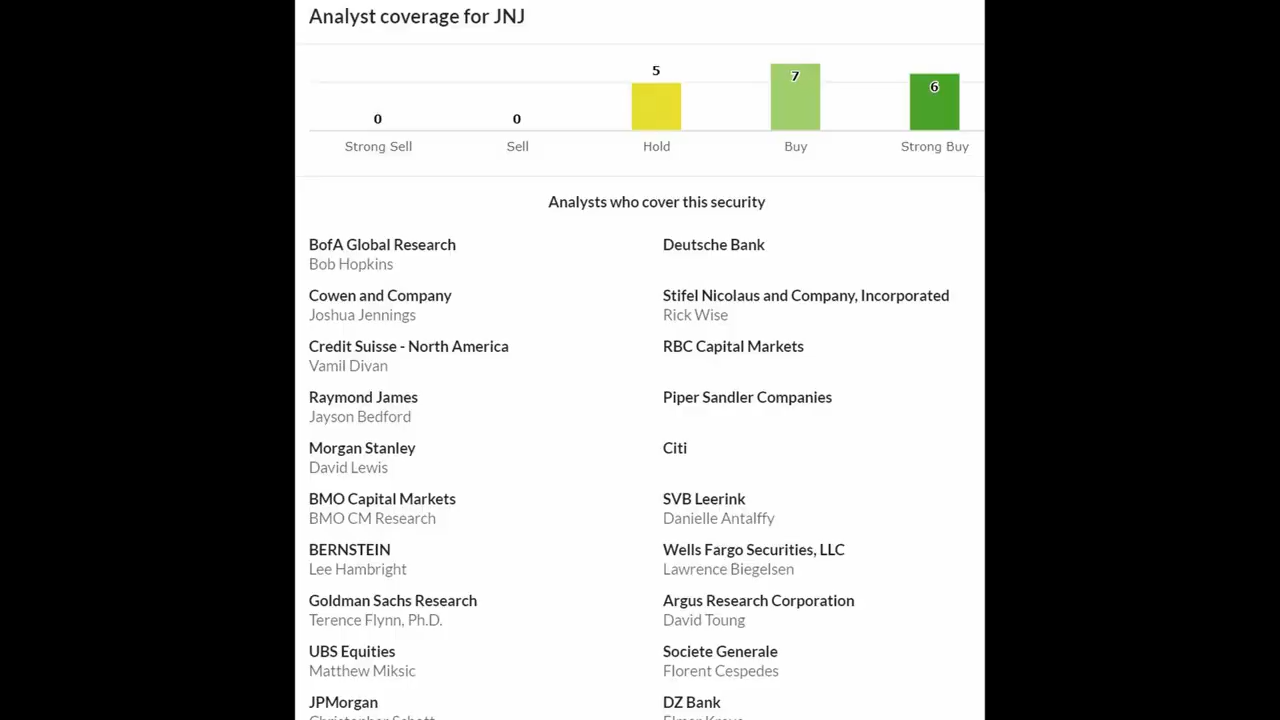 Analyst coverage for JNJ
0
0
5
7
6
Strong Sell
Sell
Hold
Buy
Strong Buy
Analysts who cover this security
BofA Global Research
Bob Hopkins
Deutsche Bank
Cowen and Company
Joshua Jennings
Stifel Nicolaus and Company, Incorporated
Rick Wise
Credit Suisse - North America
Vamil Divan
RBC Capital Markets
Raymond James
Jayson Bedford
Piper Sandler Companies
Morgan Stanley
David Lewis
Citi
BMO Capital Markets
BMO CM Research
SVB Leerink
Danielle Antalffy
BERNSTEIN
Lee Hambright
Wells Fargo Securities, LLC
Lawrence Biegelsen
Goldman Sachs Research
Terence Flynn, Ph.D.
Argus Research Corporation
David Toung
UBS Equities
Matthew Miksic
Societe Generale
Florent Cespedes
JPMorgan
DZ Bank